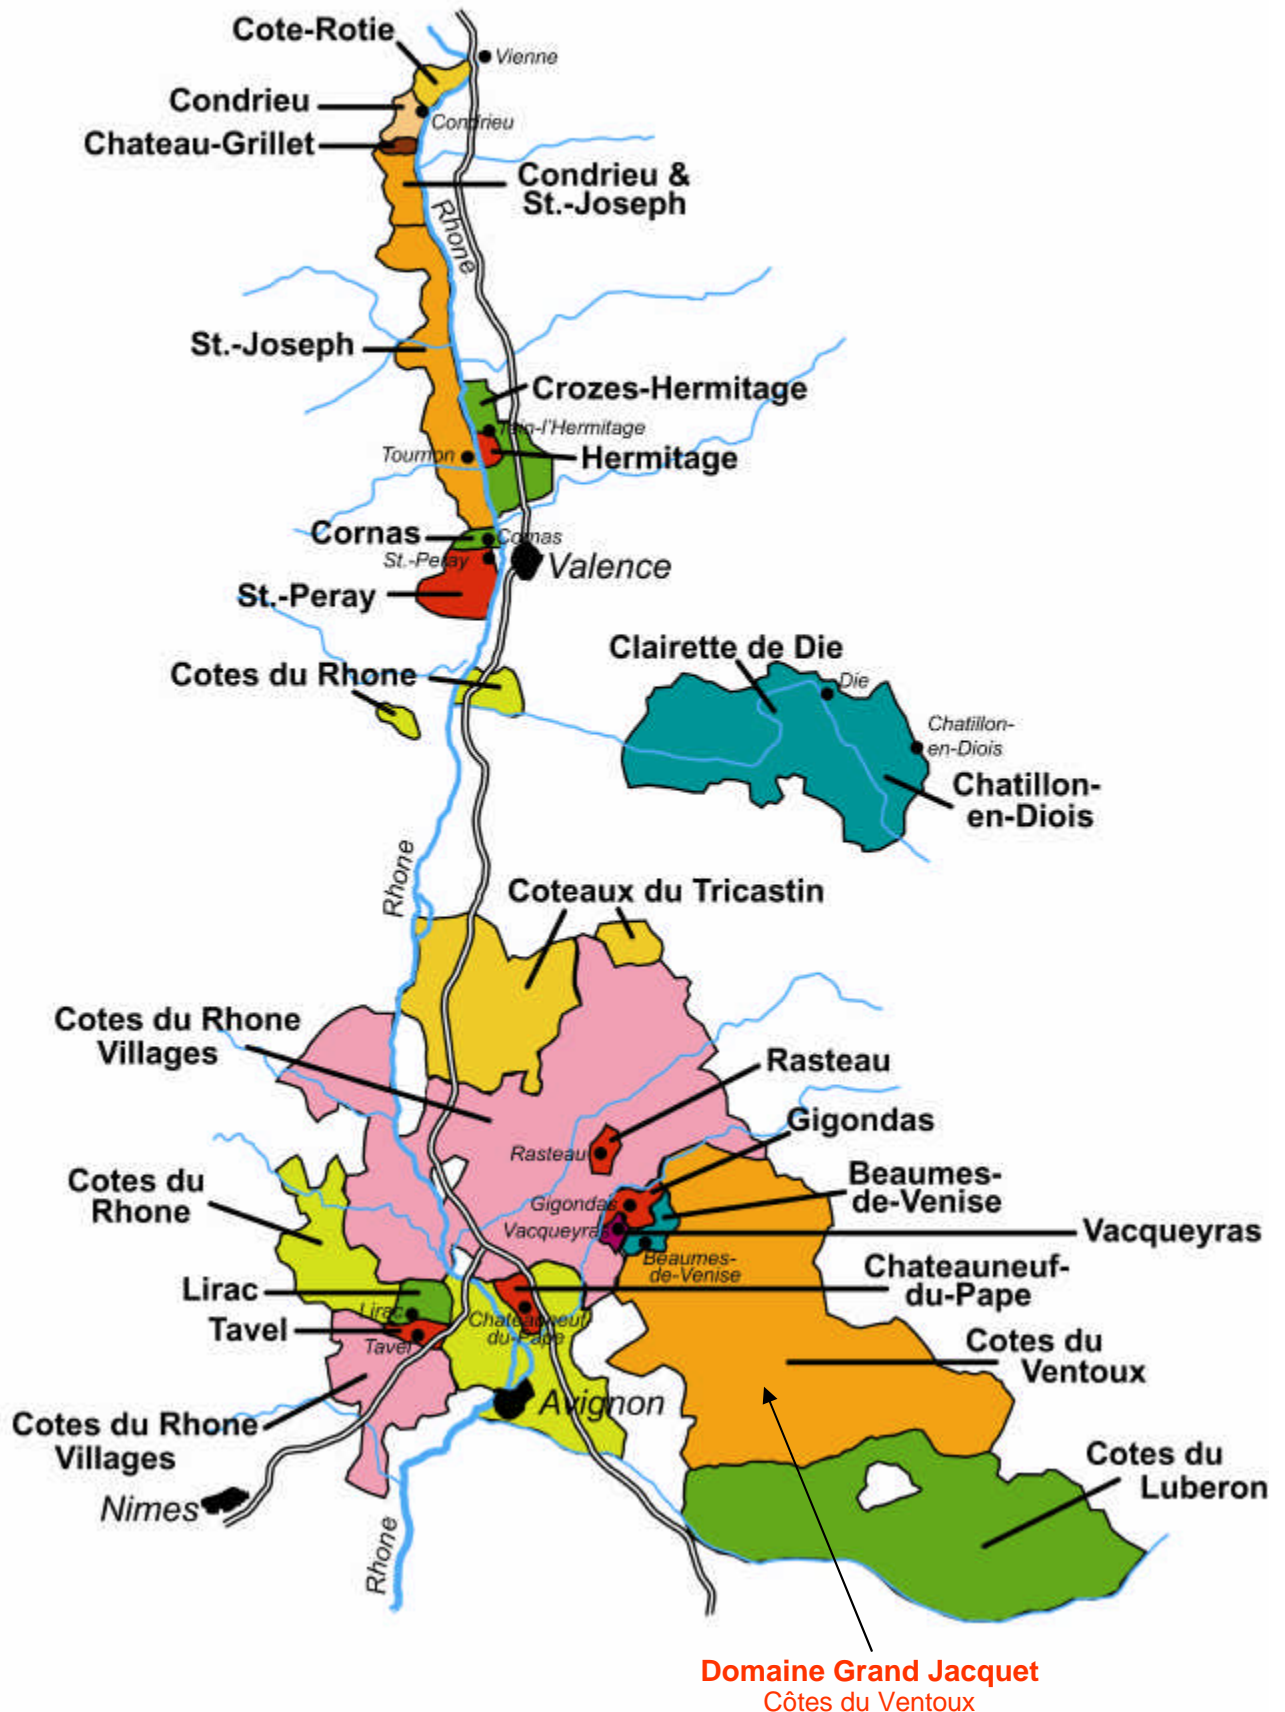 Cote-Rotie
Vienne
Condrieu
Condrieu
Chateau-Grillet
Condrieu &
St.-Joseph
Rhone
St.-Joseph
Crozes-Hermitage
Tain-l'Hermitage
Tournon
Hermitage
Cornas
Cornas
St.-Peray
Valence
St.-Peray
Clairette de Die
Cotes du Rhone
Die
Chatillon-
en-Diois
Chatillon-
en-Diois
Rhone
Coteaux du Tricastin
Cotes du Rhone
Villages
Rasteau
Gigondas
Rasteau
Cotes du
Rhone
Beaumes-
de-Venise
Gigondas
Vacqueyras
Vacqueyras
Beaumes-
de-Venise
Chateauneuf-
du-Pape
Lirac
Lirac
Chateauneuf-
du-Pape
Tavel
Tavel
Cotes du
Ventoux
Avignon
Cotes du Rhone
Villages
Cotes du
Luberon
Nimes
Rhone
Domaine Grand Jacquet
Côtes du Ventoux